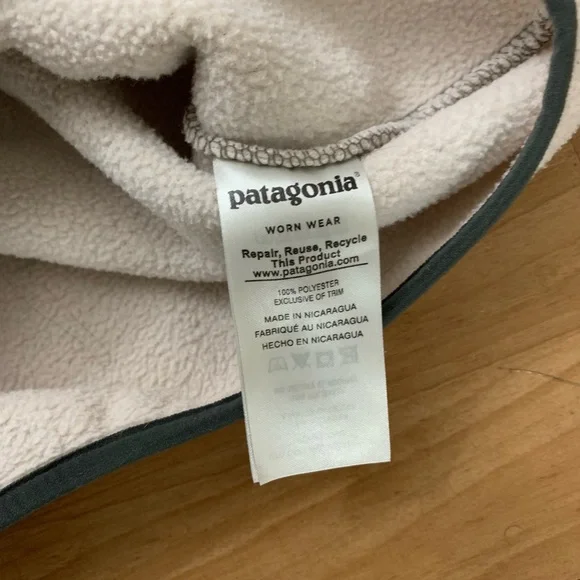 patagonia®
WORN WEAR
Repair, Reuse, Recycle
This Product
www.patagonia.com
100% POLYESTER
EXCLUSIVE OF TRIM
MADE IN NICARAGUA
FABRIQUÉ AU NICARAGUA
HECHO EN NICARAGUA